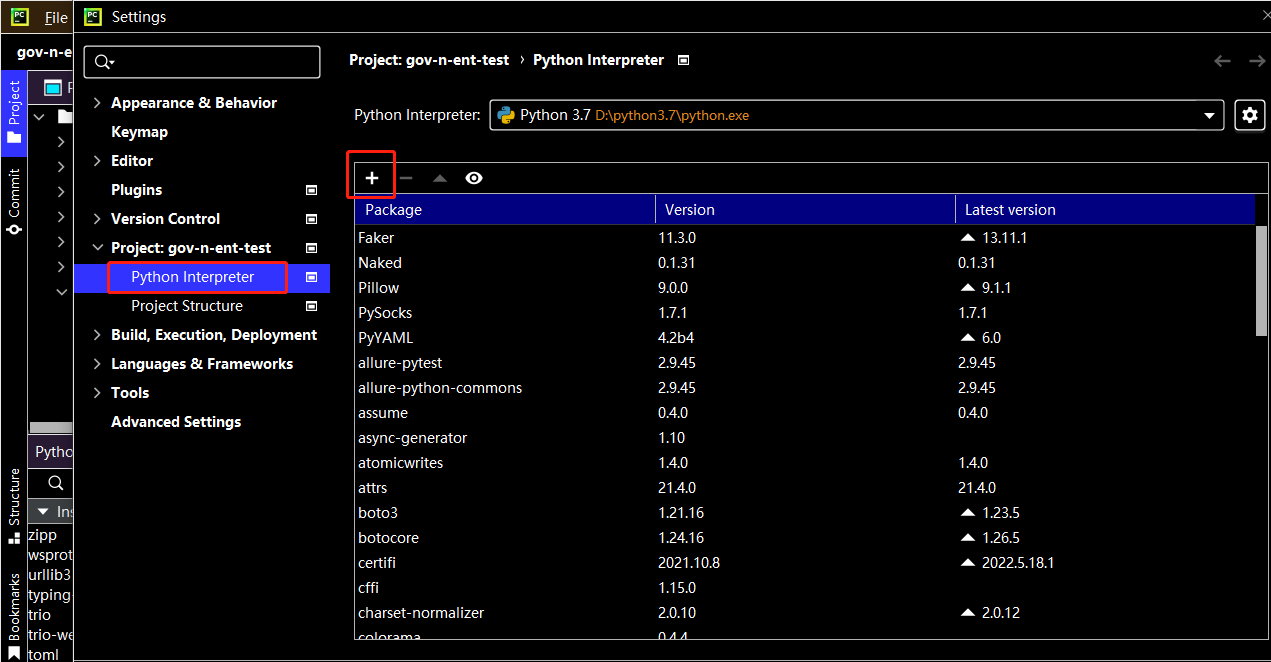 PC File
PC Settings
gov-n-e
Project: gov-n-ent-test › Python Interpreter
Project
P
Appearance & Behavior
Keymap
Editor
Plugins
Version Control
Project: gov-n-ent-test
Python Interpreter
Project Structure
Build, Execution, Deployment
Languages & Frameworks
Tools
Advanced Settings
Python Interpreter: Python 3.7 D:\python3.7\python.exe
Package Version Latest version
Faker 11.3.0 13.11.1
Naked 0.1.31 0.1.31
Pillow 9.0.0 9.1.1
PySocks 1.7.1 1.7.1
PyYAML 4.2b4 6.0
allure-pytest 2.9.45 2.9.45
allure-python-commons 2.9.45 2.9.45
assume 0.4.0 0.4.0
async-generator 1.10
atomicwrites 1.4.0 1.4.0
attrs 21.4.0 21.4.0
boto3 1.21.16 1.23.5
botocore 1.24.16 1.26.5
certifi 2021.10.8 2022.5.18.1
cffi 1.15.0
charset-normalizer 2.0.10 2.0.12
colorama 0.4.4
Commit
Structure
Bookmarks
Pytho
Ins
zipp
wsprot
urllib3
typing-
trio
trio-we
toml